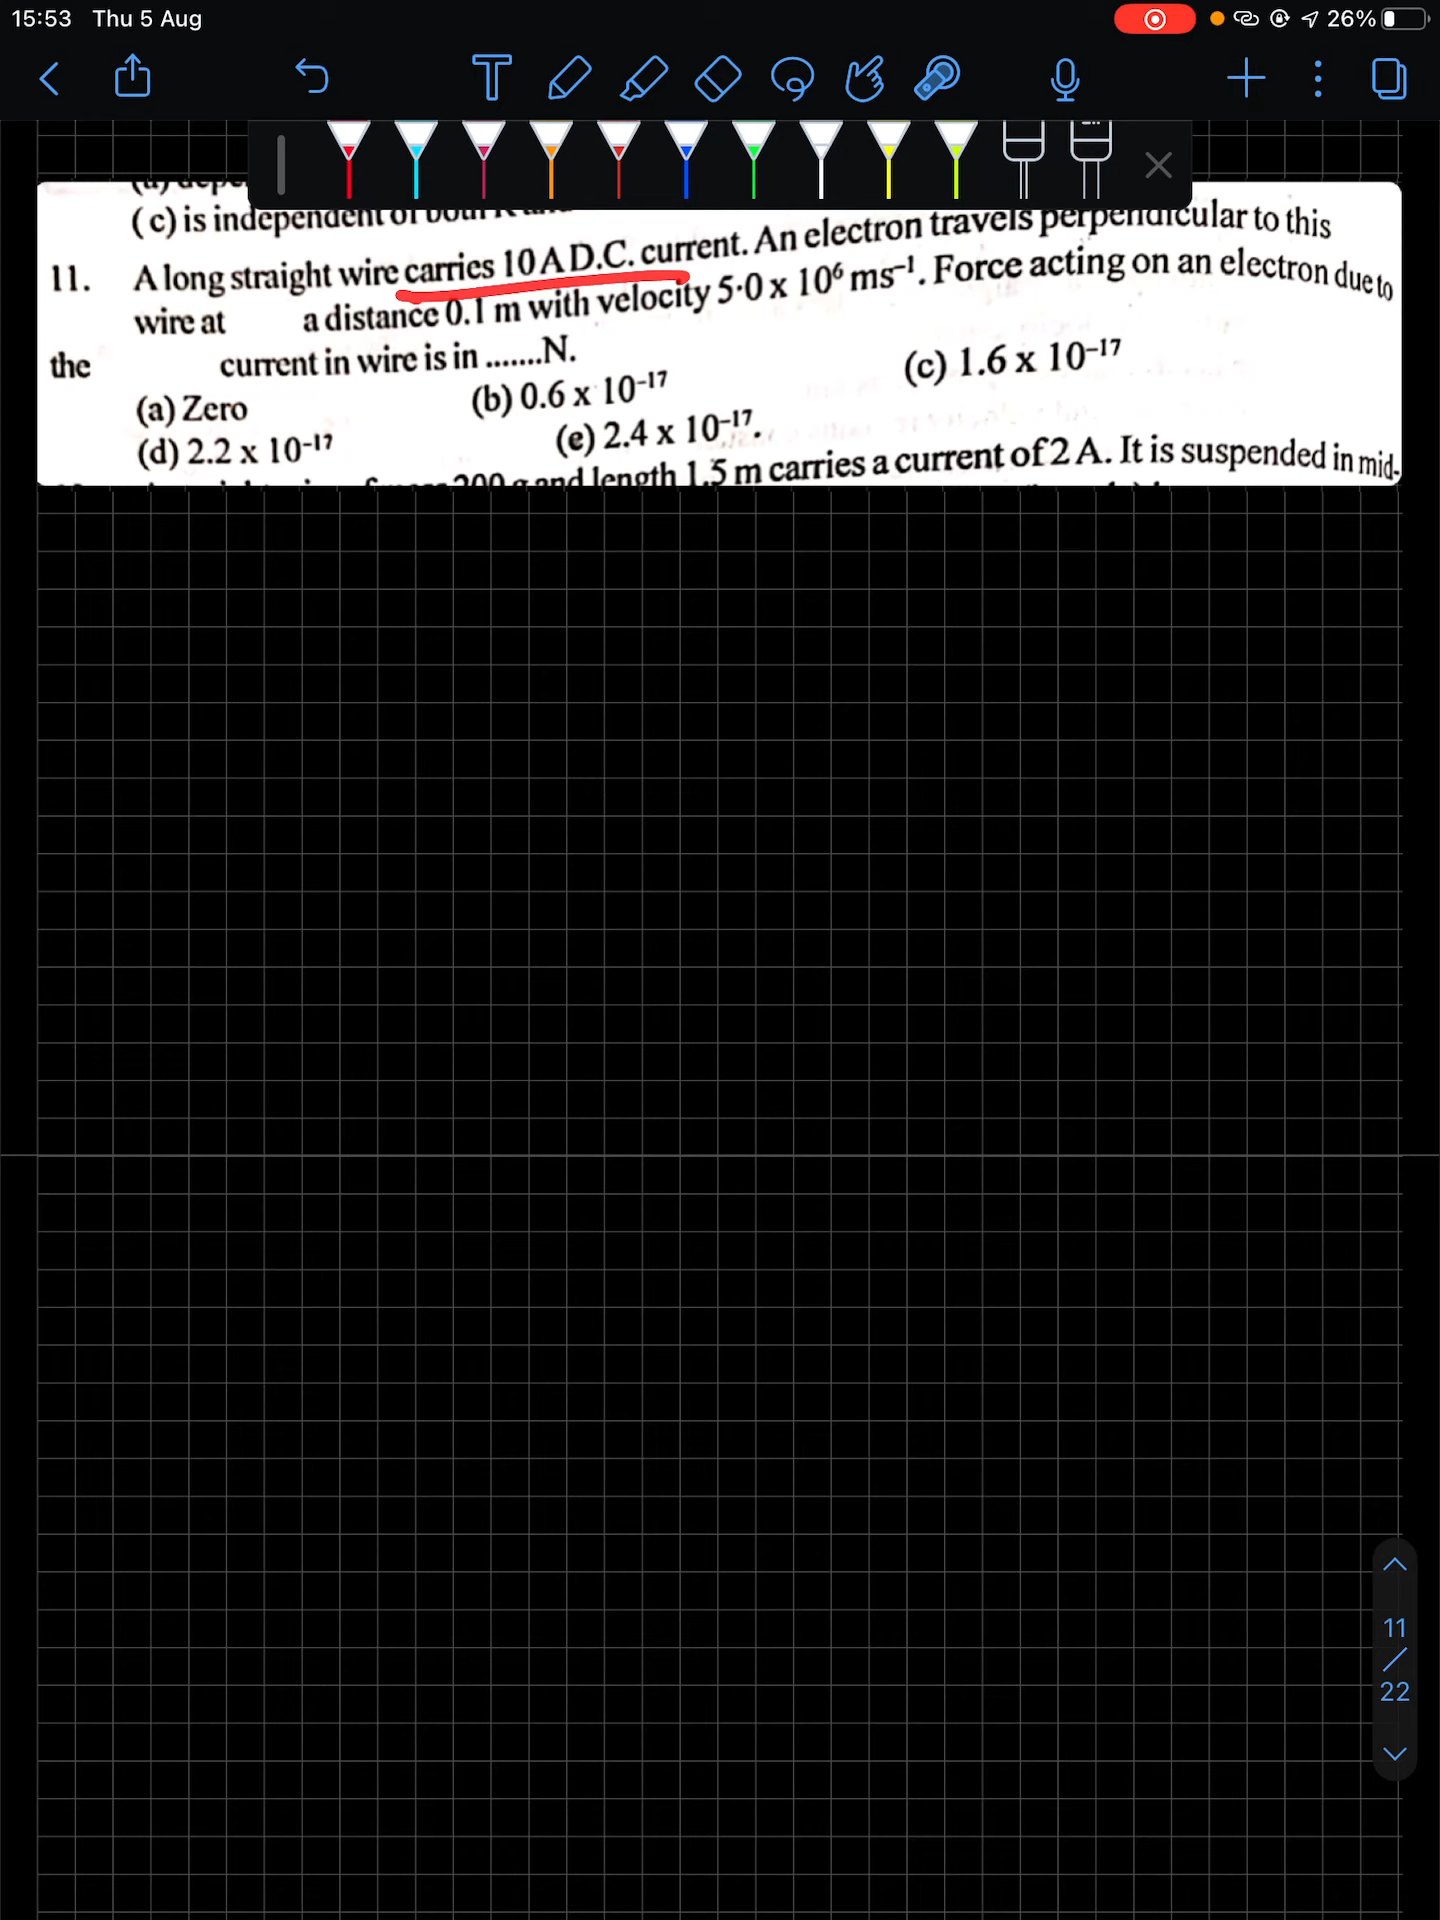 15:53 Thu 5 Aug
26%
T
(c) is independent of both
11. A long straight wire carries 10 A D.C. current. An electron travels perpendicular to this
wire at a distance 0.1 m with velocity 5·0 x 10⁶ ms⁻¹. Force acting on an electron due to
the current in wire is in .......N.
(a) Zero (b) 0.6 x 10⁻¹⁷ (c) 1.6 x 10⁻¹⁷
(d) 2.2 x 10⁻¹⁷ (e) 2.4 x 10⁻¹⁷.
200 g and length 1.5 m carries a current of 2 A. It is suspended in mid-
11
/
22